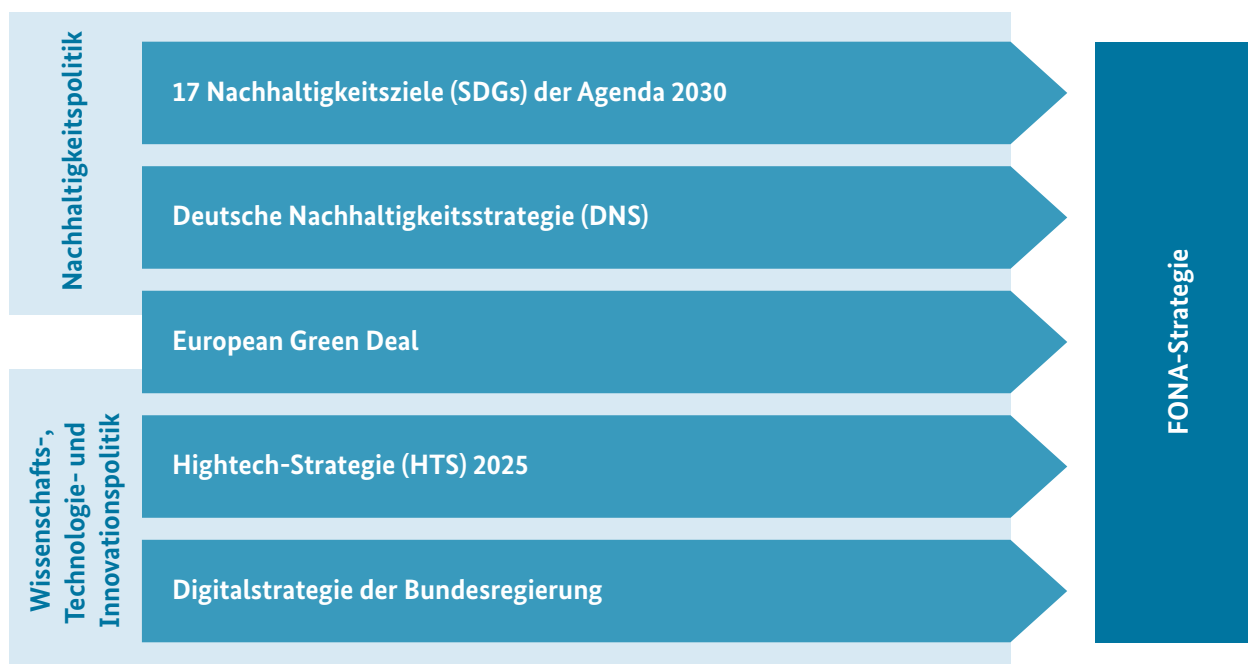 Nachhaltigkeitspolitik
17 Nachhaltigkeitsziele (SDGs) der Agenda 2030
Deutsche Nachhaltigkeitsstrategie (DNS)
European Green Deal
Wissenschafts-,
Technologie- und
Innovationspolitik
Hightech-Strategie (HTS) 2025
Digitalstrategie der Bundesregierung
FONA-Strategie